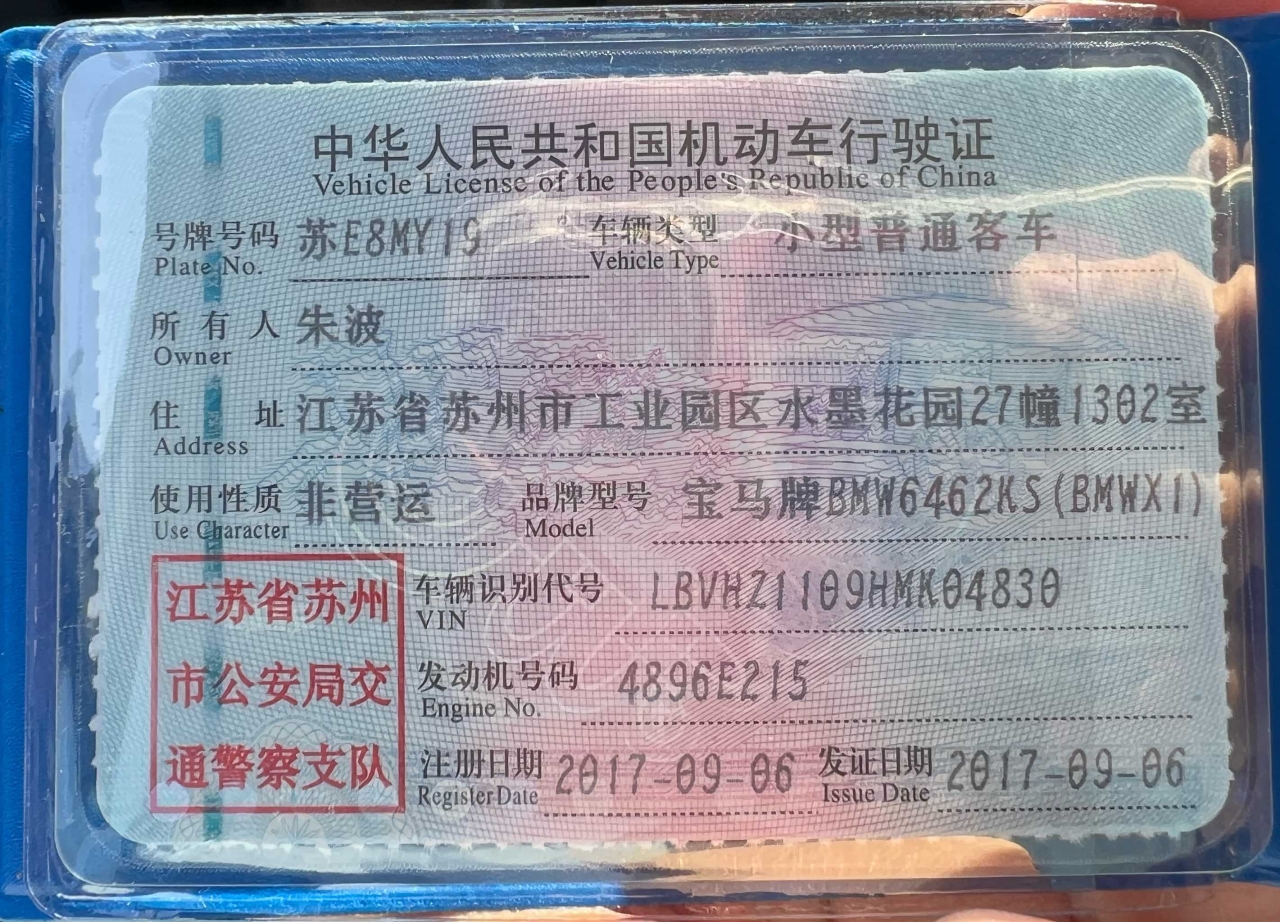 中华人民共和国机动车行驶证
Vehicle License of the People's Republic of China
号牌号码 苏E8MY19 车辆类型 小型普通客车
Plate No. Vehicle Type
所有人 朱波
Owner
住址 江苏省苏州市工业园区水墨花园27幢1302室
Address
使用性质 非营运 品牌型号 宝马牌BMW6462KS(BMWX1)
Use Character Model
江苏省苏州
市公安局交
通警察支队
车辆识别代号 LBVHZ1109HMK04830
VIN
发动机号码 4896E215
Engine No.
注册日期 2017-09-06 发证日期 2017-09-06
Register Date Issue Date